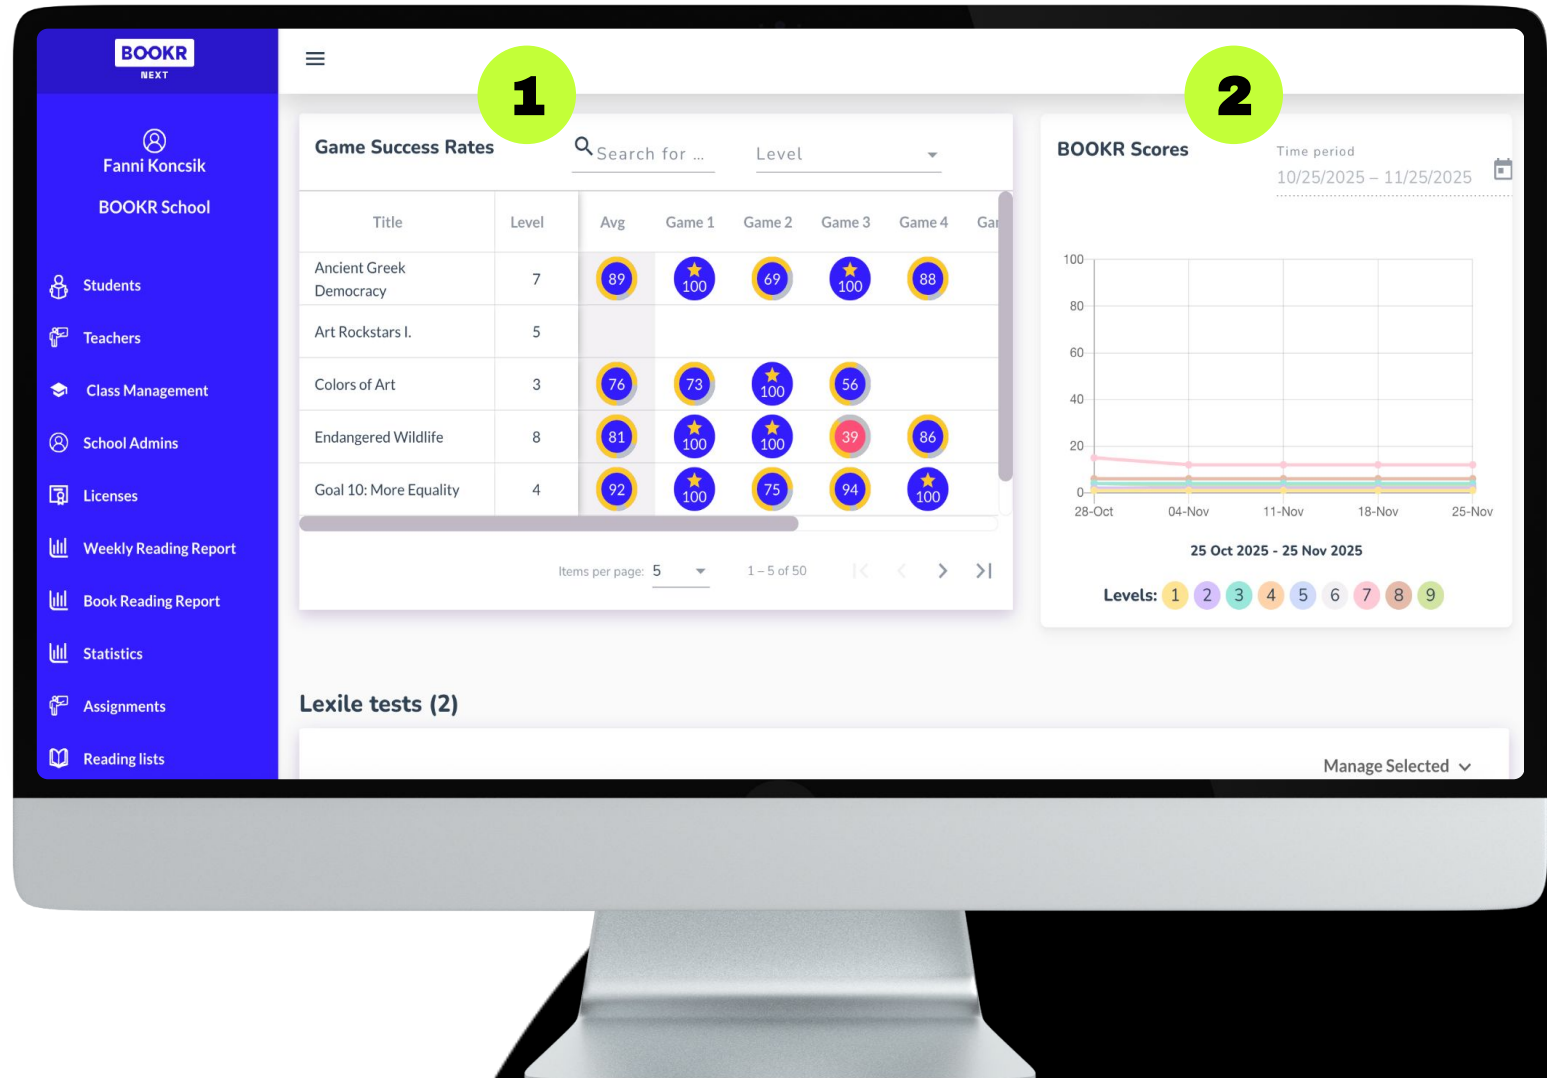 BOOKR
NEXT
Fanni Koncsik
BOOKR School
Students
Teachers
Class Management
School Admins
Licenses
Weekly Reading Report
Book Reading Report
Statistics
Assignments
Reading lists
1
Game Success Rates
Search for ...
Level
Title Level Avg Game 1 Game 2 Game 3 Game 4
Ancient Greek
Democracy 7 89 100 69 100 88
Art Rockstars I. 5
Colors of Art 3 76 73 100 56
Endangered Wildlife 8 81 100 100 39 86
Goal 10: More Equality 4 92 100 75 94 100
Items per page: 5 1 – 5 of 50
2
BOOKR Scores
Time period
10/25/2025 – 11/25/2025
100
80
60
40
20
0
28-Oct 04-Nov 11-Nov 18-Nov 25-Nov
25 Oct 2025 - 25 Nov 2025
Levels: 1 2 3 4 5 6 7 8 9
Lexile tests (2)
Manage Selected